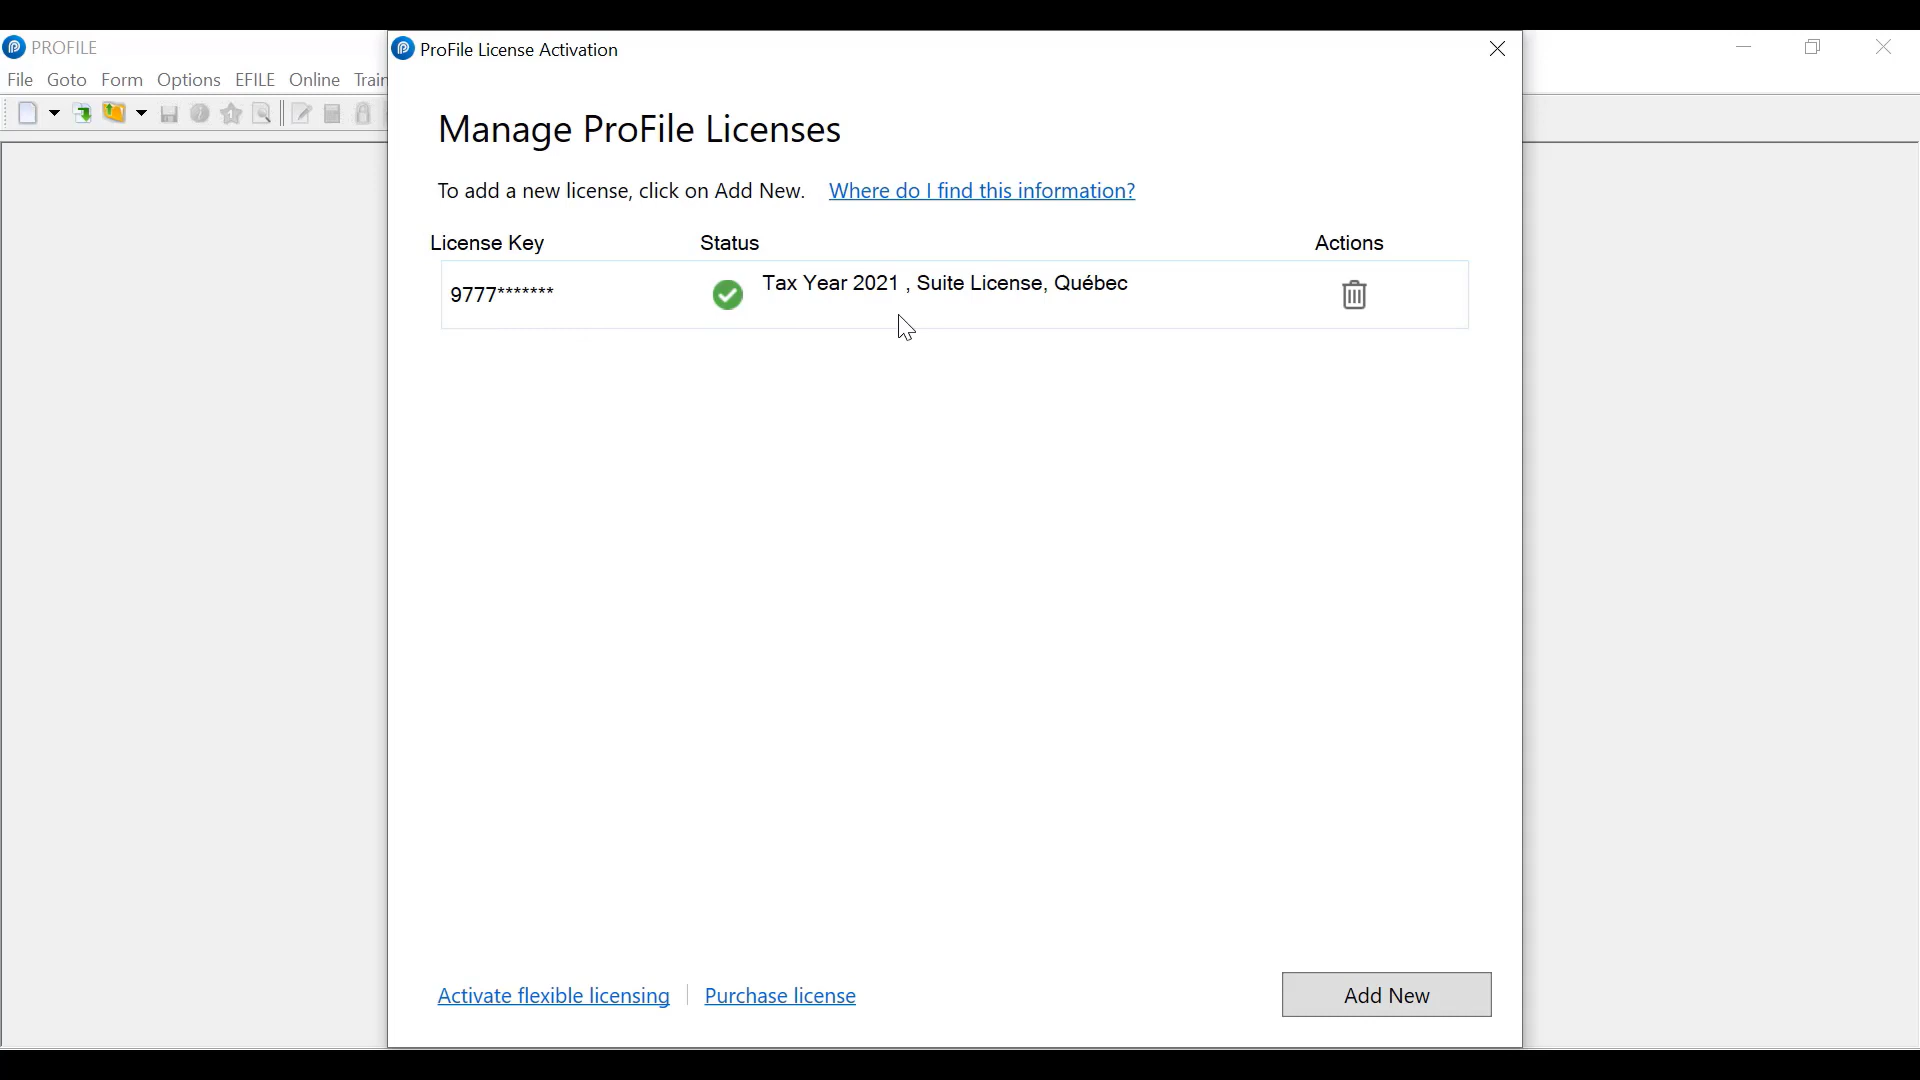 PROFILE
File Goto Form Options EFILE Online Train
ProFile License Activation
Manage ProFile Licenses
To add a new license, click on Add New. Where do I find this information?
License Key Status Actions
9777******* Tax Year 2021 , Suite License, Québec
Activate flexible licensing Purchase license Add New